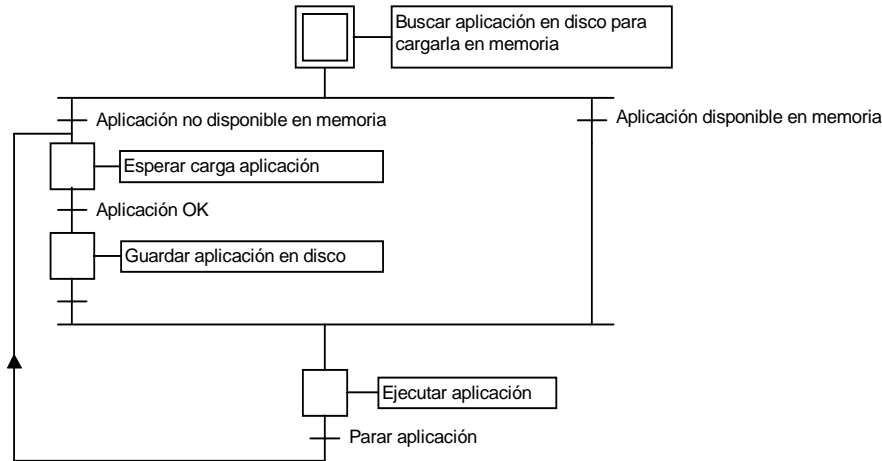 Buscar aplicación en disco para
cargarla en memoria
Aplicación no disponible en memoria
Aplicación disponible en memoria
Esperar carga aplicación
Aplicación OK
Guardar aplicación en disco
Ejecutar aplicación
Parar aplicación